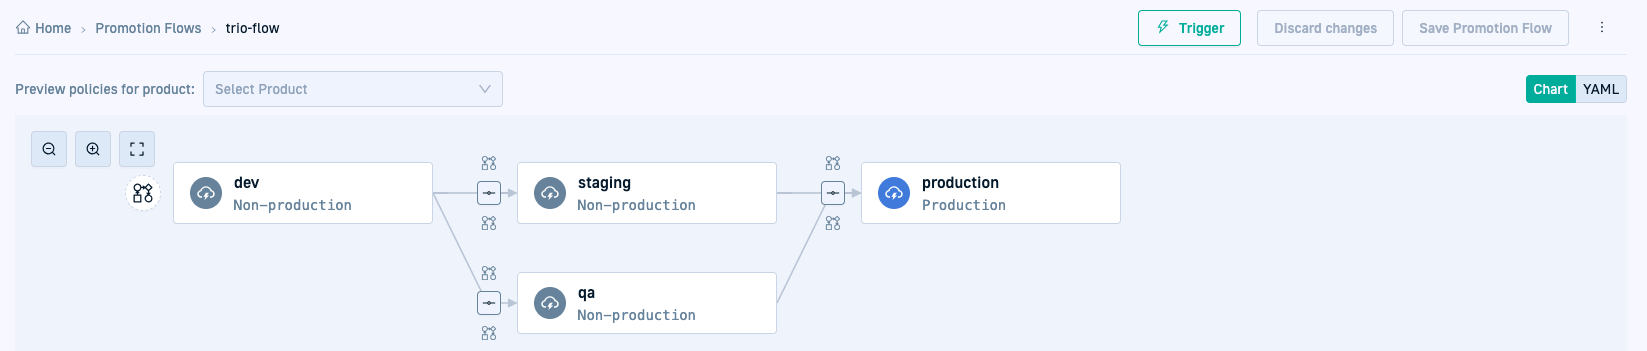 Home > Promotion Flows > trio-flow
Trigger
Discard changes
Save Promotion Flow
Preview policies for product:
Select Product
Chart
YAML
dev
Non-production
staging
Non-production
production
Production
qa
Non-production